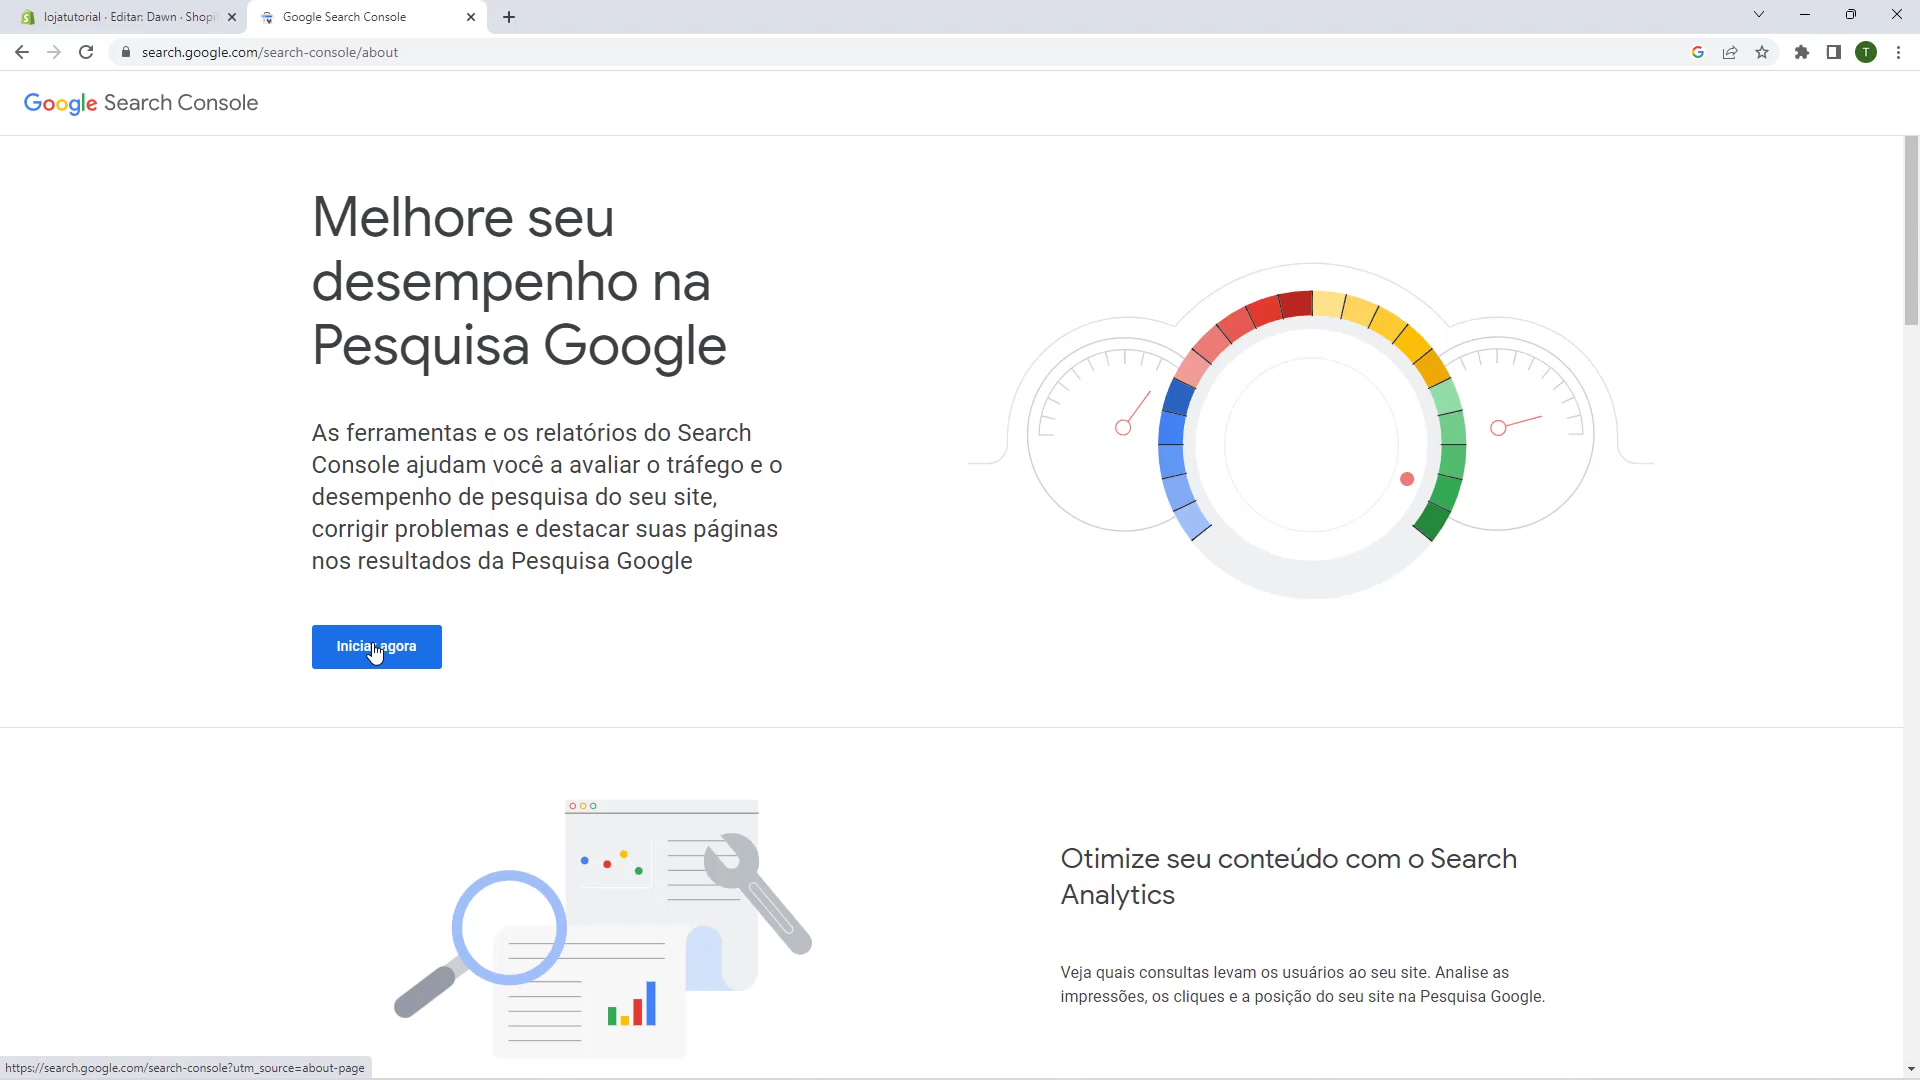 lojatutorial · Editar: Dawn · Shopi
Google Search Console
search.google.com/search-console/about
T
Google Search Console
Melhore seu
desempenho na
Pesquisa Google
As ferramentas e os relatórios do Search
Console ajudam você a avaliar o tráfego e o
desempenho de pesquisa do seu site,
corrigir problemas e destacar suas páginas
nos resultados da Pesquisa Google
Iniciar agora
Otimize seu conteúdo com o Search
Analytics
Veja quais consultas levam os usuários ao seu site. Analise as
impressões, os cliques e a posição do seu site na Pesquisa Google.
https://search.google.com/search-console?utm_source=about-page